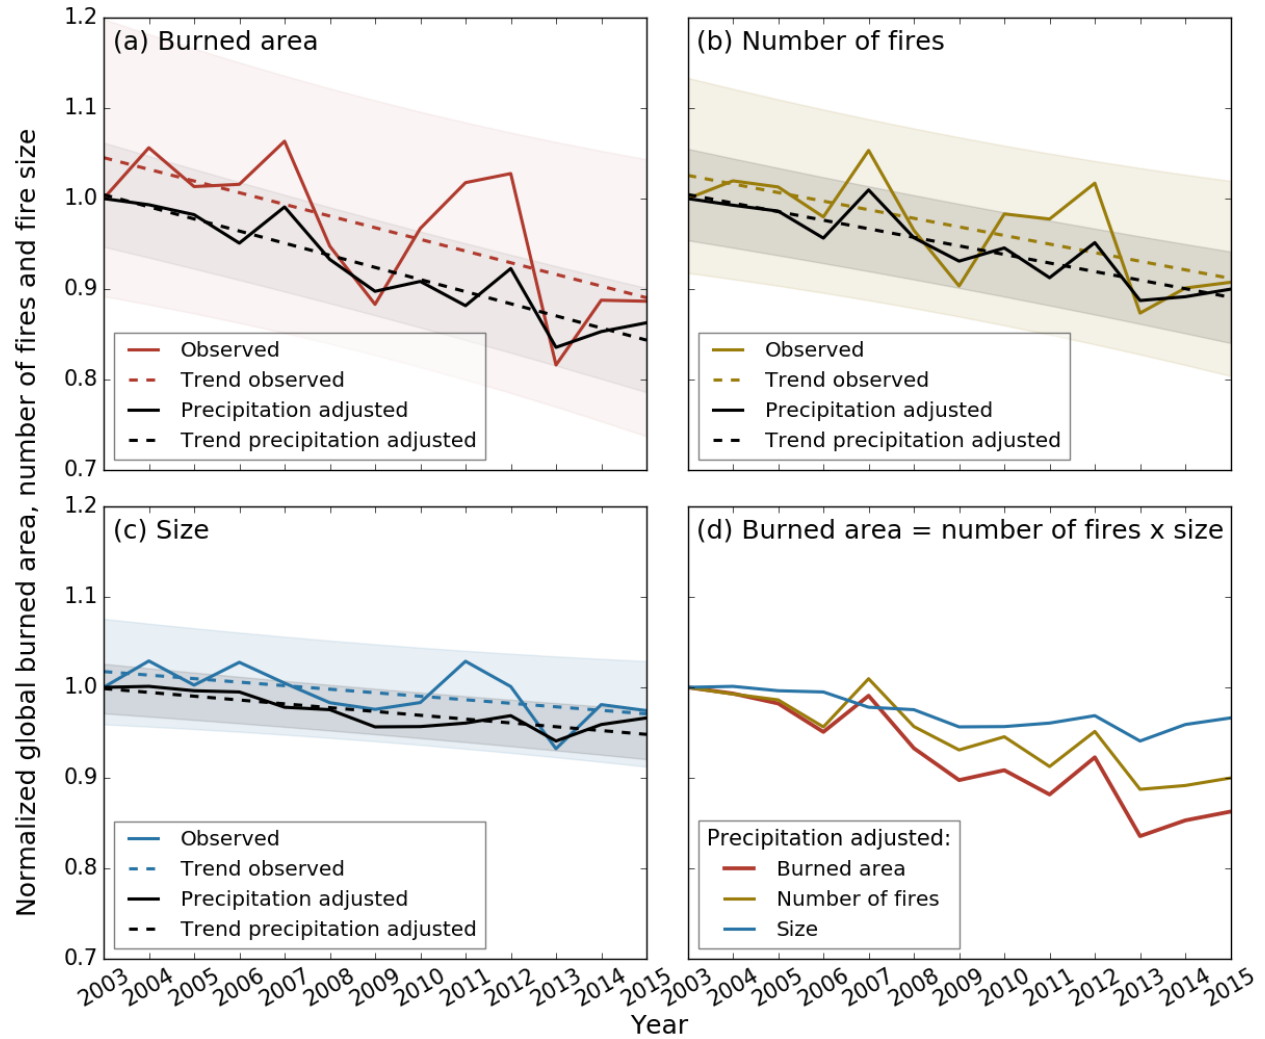 Normalized global burned area, number of fires and fire size
1.2
1.1
1.0
0.9
0.8
0.7
(a) Burned area
Observed
Trend observed
Precipitation adjusted
Trend precipitation adjusted
(b) Number of fires
Observed
Trend observed
Precipitation adjusted
Trend precipitation adjusted
1.2
1.1
1.0
0.9
0.8
0.7
(c) Size
Observed
Trend observed
Precipitation adjusted
Trend precipitation adjusted
(d) Burned area = number of fires x size
Precipitation adjusted:
Burned area
Number of fires
Size
2003 2004 2005 2006 2007 2008 2009 2010 2011 2012 2013 2014 2015
2003 2004 2005 2006 2007 2008 2009 2010 2011 2012 2013 2014 2015
Year